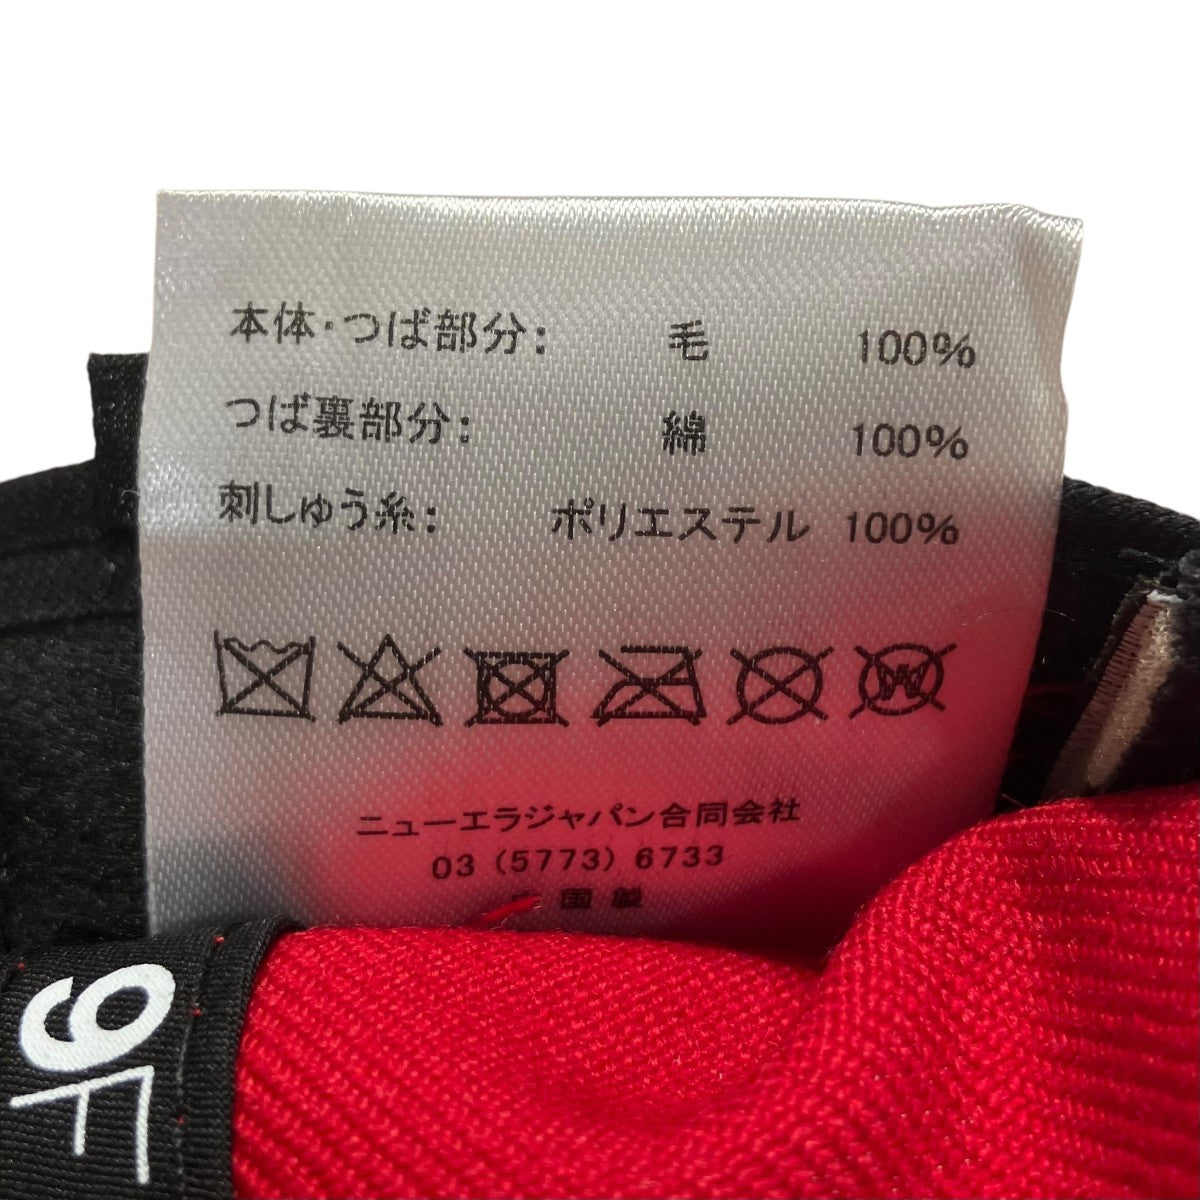 本体・つば部分: 毛 100%
つば裏部分: 綿 100%
刺しゅう糸: ポリエステル 100%
W
ニューエラジャパン合同会社
03 (5773) 6733
国製
9F